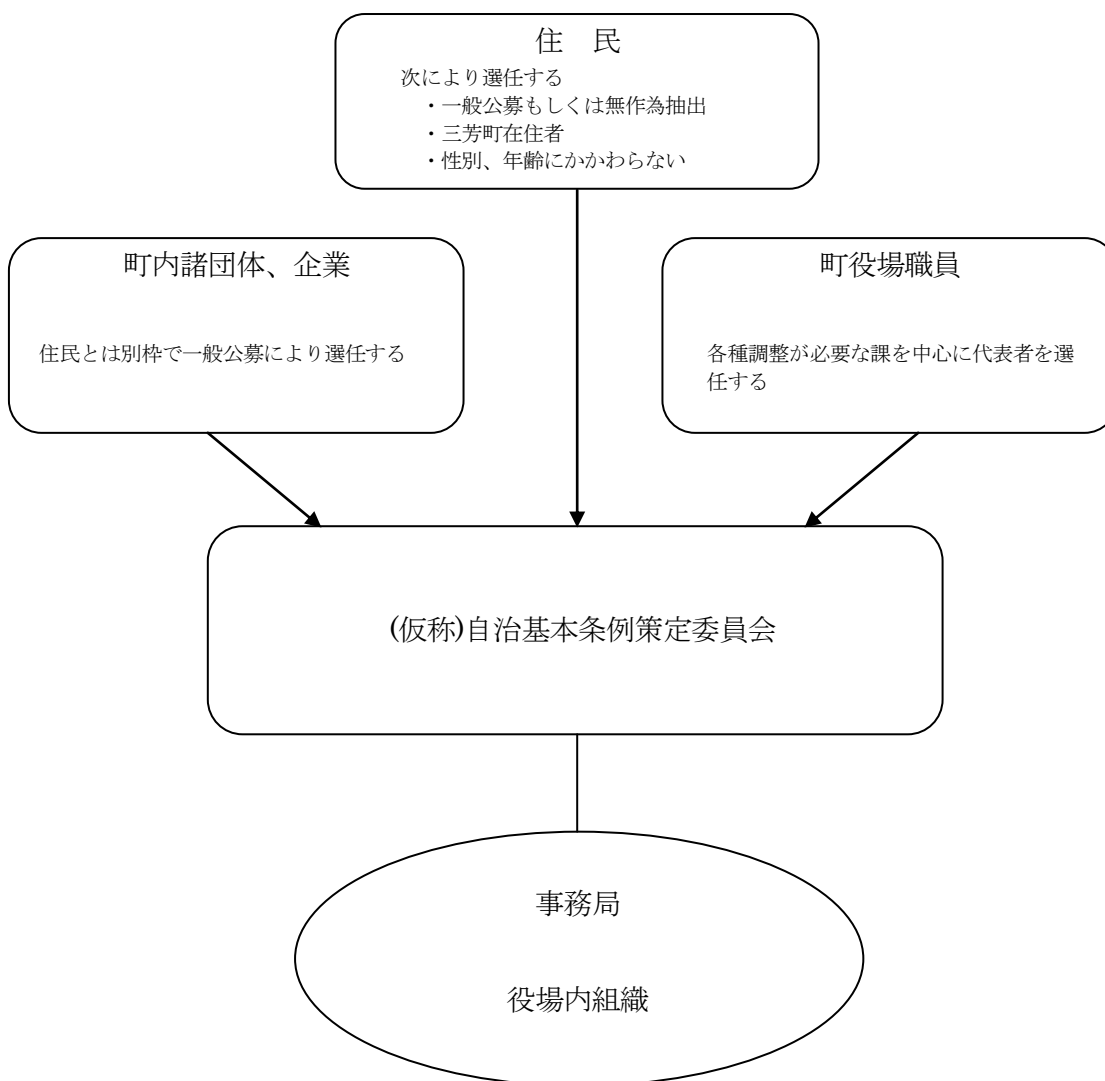 住　民
次により選任する
・一般公募もしくは無作為抽出
・三芳町在住者
・性別、年齢にかかわらない
町内諸団体、企業
住民とは別枠で一般公募により選任する
町役場職員
各種調整が必要な課を中心に代表者を選
任する
(仮称)自治基本条例策定委員会
事務局
役場内組織